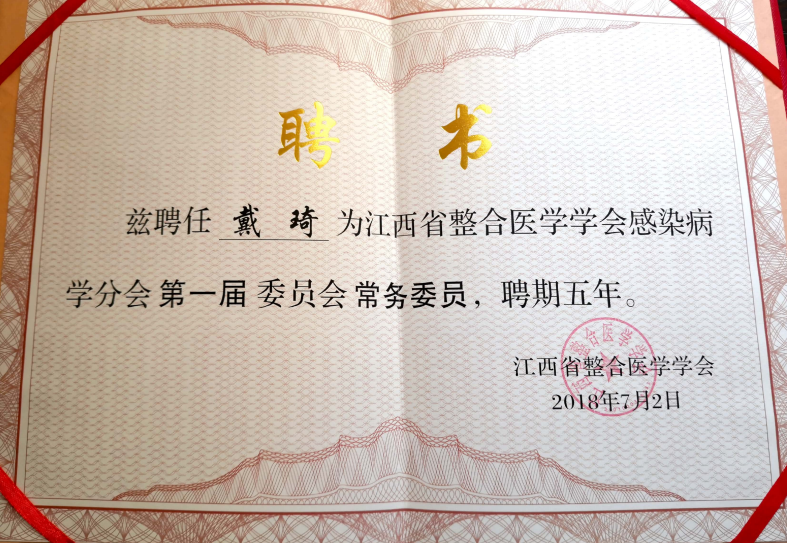 聘书
兹聘任 戴琦 为江西省整合医学学会感染病
学分会 第一届 委员会 常务委员，聘期五年。
江西省整合医学学会
2018年7月2日